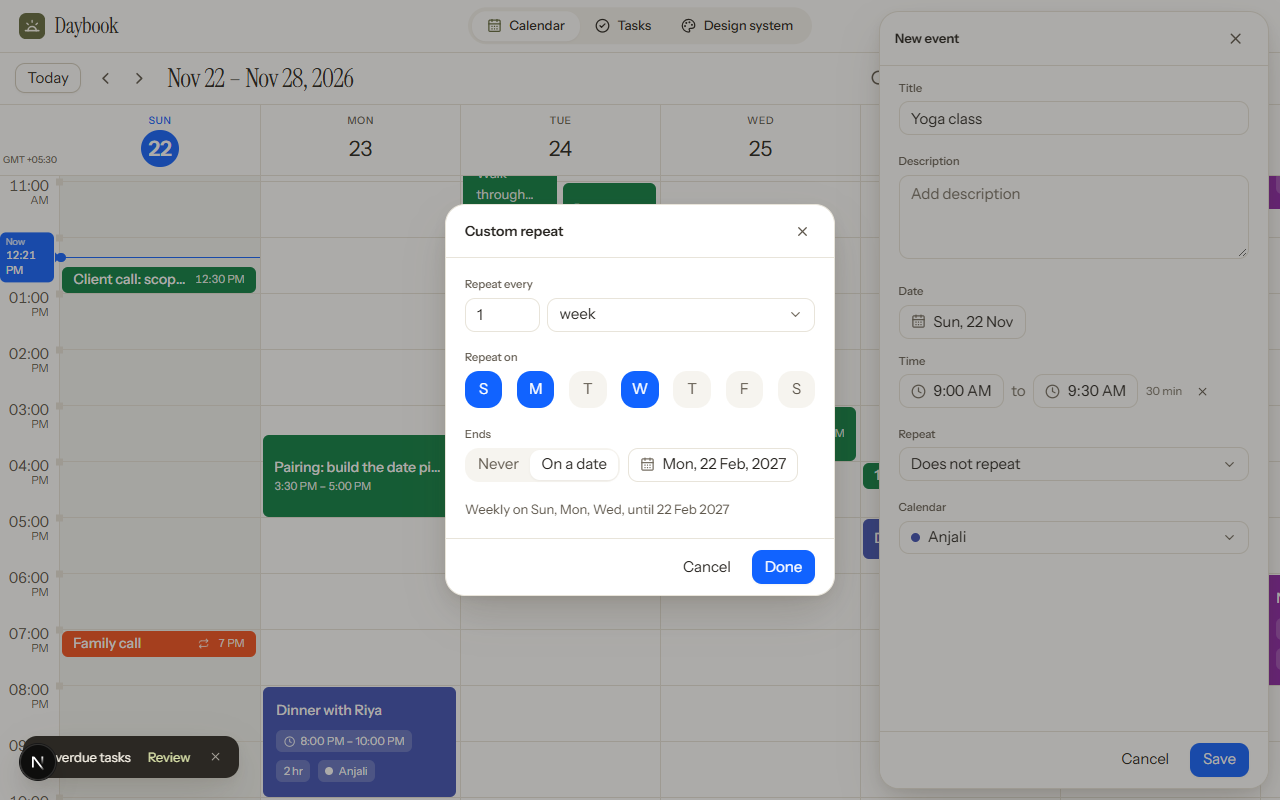 Daybook
Calendar
Tasks
Design system
Today
Nov 22 – Nov 28, 2026
SUN
22
MON
23
TUE
24
WED
25
GMT +05:30
11:00
AM
Now
12:21
PM
01:00
PM
02:00
PM
03:00
PM
04:00
PM
05:00
PM
06:00
PM
07:00
PM
08:00
PM
through...
Client call: scop...
12:30 PM
Pairing: build the date pi...
3:30 PM – 5:00 PM
Family call
7 PM
Dinner with Riya
8:00 PM – 10:00 PM
2 hr
Anjali
verdue tasks
Review
N
Custom repeat
Repeat every
1
week
Repeat on
S
M
T
W
T
F
S
Ends
Never
On a date
Mon, 22 Feb, 2027
Weekly on Sun, Mon, Wed, until 22 Feb 2027
Cancel
Done
New event
Title
Yoga class
Description
Add description
Date
Sun, 22 Nov
Time
9:00 AM
to
9:30 AM
30 min
Repeat
Does not repeat
Calendar
Anjali
Cancel
Save